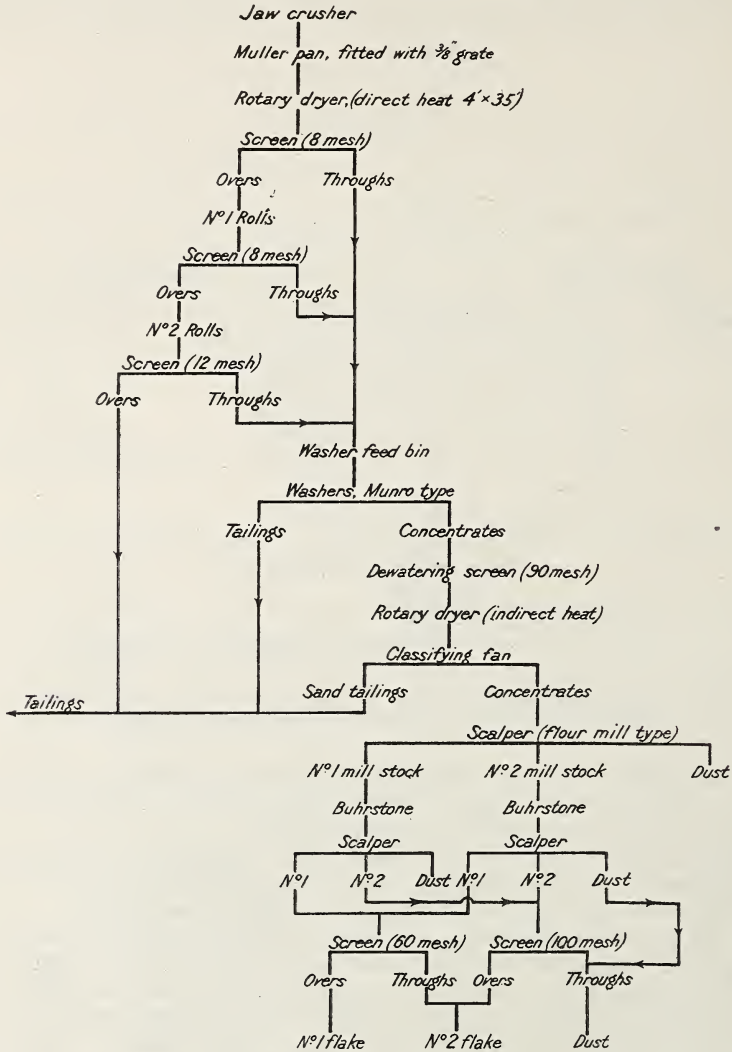 Jaw crusher
Muller pan, fitted with 3/8" grate
Rotary dryer, (direct heat 4'×35')
Screen (8 mesh)
Overs Throughs
Nº1 Rolls
Screen (8 mesh)
Overs Throughs
Nº2 Rolls
Screen (12 mesh)
Overs Throughs
Washer feed bin
Washers, Munro type
Tailings Concentrates
Dewatering screen (90 mesh)
Rotary dryer (indirect heat)
Classifying fan
Tailings Sand tailings Concentrates
Scalper (flour mill type)
Nº1 mill stock Nº2 mill stock Dust
Buhrstone Buhrstone
Scalper Scalper
Nº1 Nº2 Dust Nº1 Nº2 Dust
Screen (60 mesh) Screen (100 mesh)
Overs Throughs Overs Throughs
Nº1 flake Nº2 flake Dust